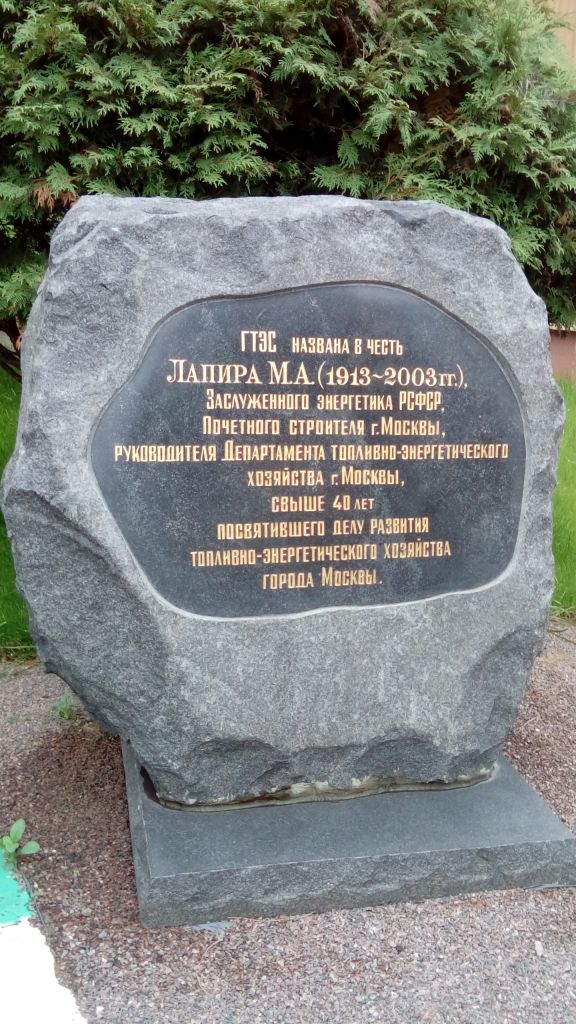 ГТЭС НАЗВАНА В ЧЕСТЬ
ЛАПИРА М.А. (1913~2003 гг.),
ЗАСЛУЖЕННОГО ЭНЕРГЕТИКА РСФСР,
ПОЧЕТНОГО СТРОИТЕЛЯ г.МОСКВЫ,
РУКОВОДИТЕЛЯ ДЕПАРТАМЕНТА ТОПЛИВНО-ЭНЕРГЕТИЧЕСКОГО
ХОЗЯЙСТВА г.МОСКВЫ,
СВЫШЕ 40 ЛЕТ
ПОСВЯТИВШЕГО ДЕЛУ РАЗВИТИЯ
ТОПЛИВНО-ЭНЕРГЕТИЧЕСКОГО ХОЗЯЙСТВА
ГОРОДА МОСКВЫ.